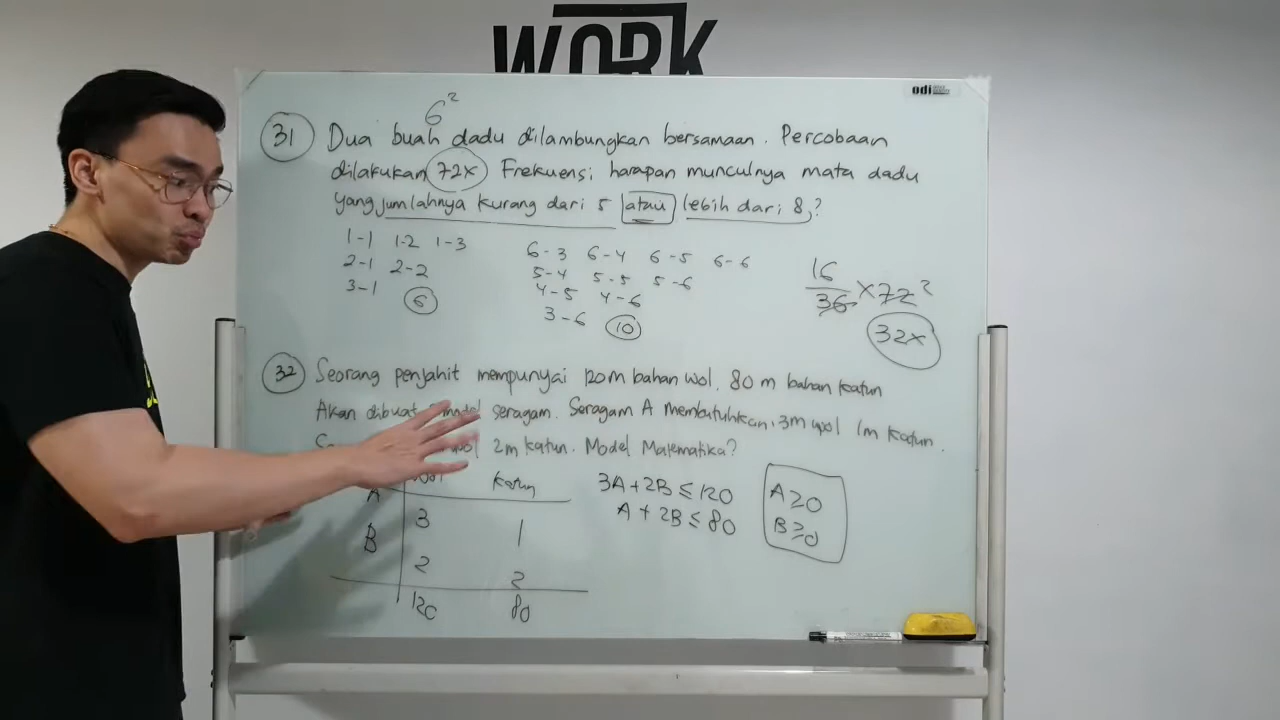 WORK
odi
6²
31 Dua buah dadu dilambungkan bersamaan. Percobaan
dilakukan 72x Frekuensi harapan munculnya mata dadu
yang jumlahnya kurang dari 5 atau lebih dari 8?
1-1 1-2 1-3
2-1 2-2
3-1 6
6-3 6-4 6-5 6-6
5-4 5-5 5-6
4-5 4-6
3-6 10
16/36 x 72 2
32x
32 Seorang penjahit mempunyai 120m bahan wol, 80 m bahan katun
Akan dibuat model seragam. Seragam A membutuhkan 3m wol 1m katun.
wol 2m katun. Model Matematika?
wol katun
A 3 1
B 2 2
120 80
3A+2B≤120
A+2B≤80
A≥0
B≥0